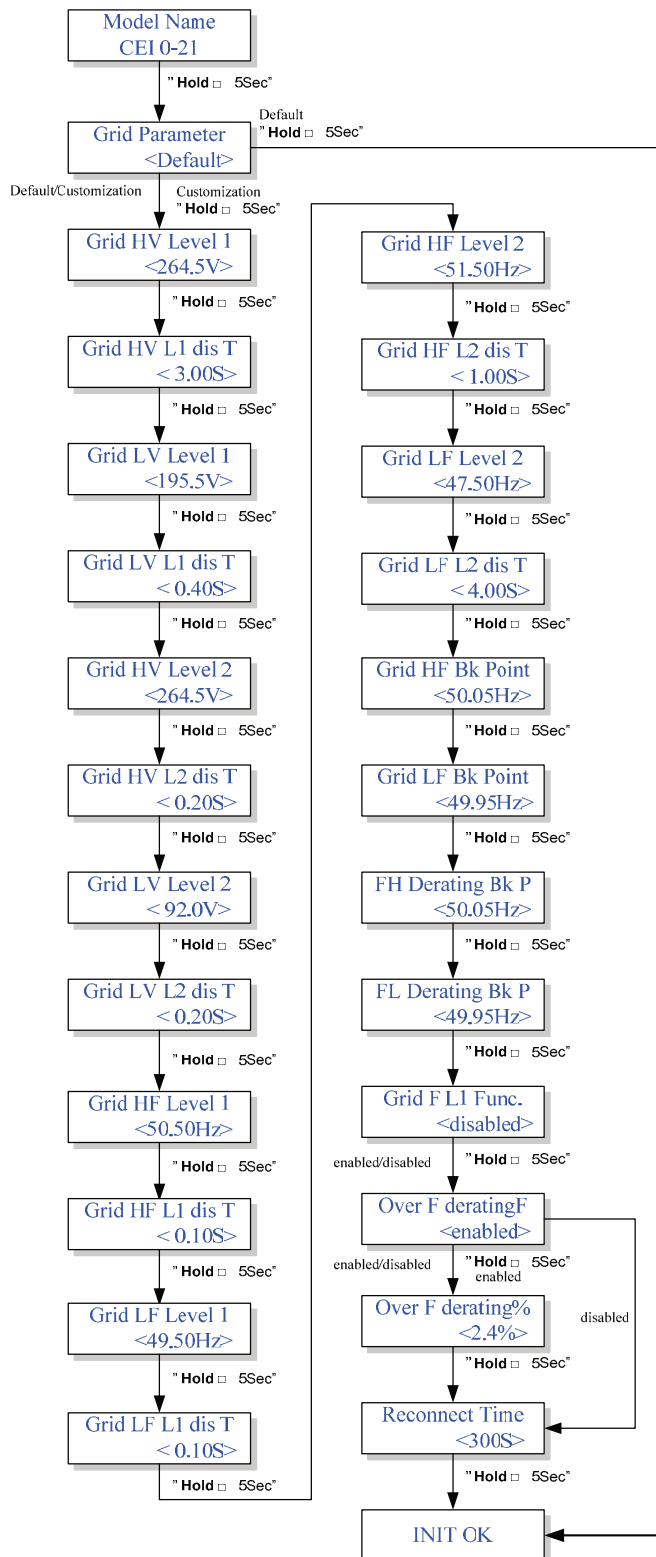 Model Name
CEI 0-21
" Hold □ 5Sec"
Default
" Hold □ 5Sec"
Grid Parameter
<Default>
Default/Customization
Customization
" Hold □ 5Sec"
Grid HV Level 1
<264.5V>
" Hold □ 5Sec"
Grid HV L1 dis T
< 3.00S>
" Hold □ 5Sec"
Grid LV Level 1
<195.5V>
" Hold □ 5Sec"
Grid LV L1 dis T
< 0.40S>
" Hold □ 5Sec"
Grid HV Level 2
<264.5V>
" Hold □ 5Sec"
Grid HV L2 dis T
< 0.20S>
" Hold □ 5Sec"
Grid LV Level 2
< 92.0V>
" Hold □ 5Sec"
Grid LV L2 dis T
< 0.20S>
" Hold □ 5Sec"
Grid HF Level 1
<50.50Hz>
" Hold □ 5Sec"
Grid HF L1 dis T
< 0.10S>
" Hold □ 5Sec"
Grid LF Level 1
<49.50Hz>
" Hold □ 5Sec"
Grid LF L1 dis T
< 0.10S>
" Hold □ 5Sec"
Grid HF Level 2
<51.50Hz>
" Hold □ 5Sec"
Grid HF L2 dis T
< 1.00S>
" Hold □ 5Sec"
Grid LF Level 2
<47.50Hz>
" Hold □ 5Sec"
Grid LF L2 dis T
< 4.00S>
" Hold □ 5Sec"
Grid HF Bk Point
<50.05Hz>
" Hold □ 5Sec"
Grid LF Bk Point
<49.95Hz>
" Hold □ 5Sec"
FH Derating Bk P
<50.05Hz>
" Hold □ 5Sec"
FL Derating Bk P
<49.95Hz>
" Hold □ 5Sec"
Grid F L1 Func.
<disabled>
enabled/disabled
" Hold □ 5Sec"
Over F deratingF
<enabled>
enabled/disabled
" Hold □ 5Sec"
enabled
disabled
Over F derating%
<2.4%>
" Hold □ 5Sec"
Reconnect Time
<300S>
" Hold □ 5Sec"
INIT OK